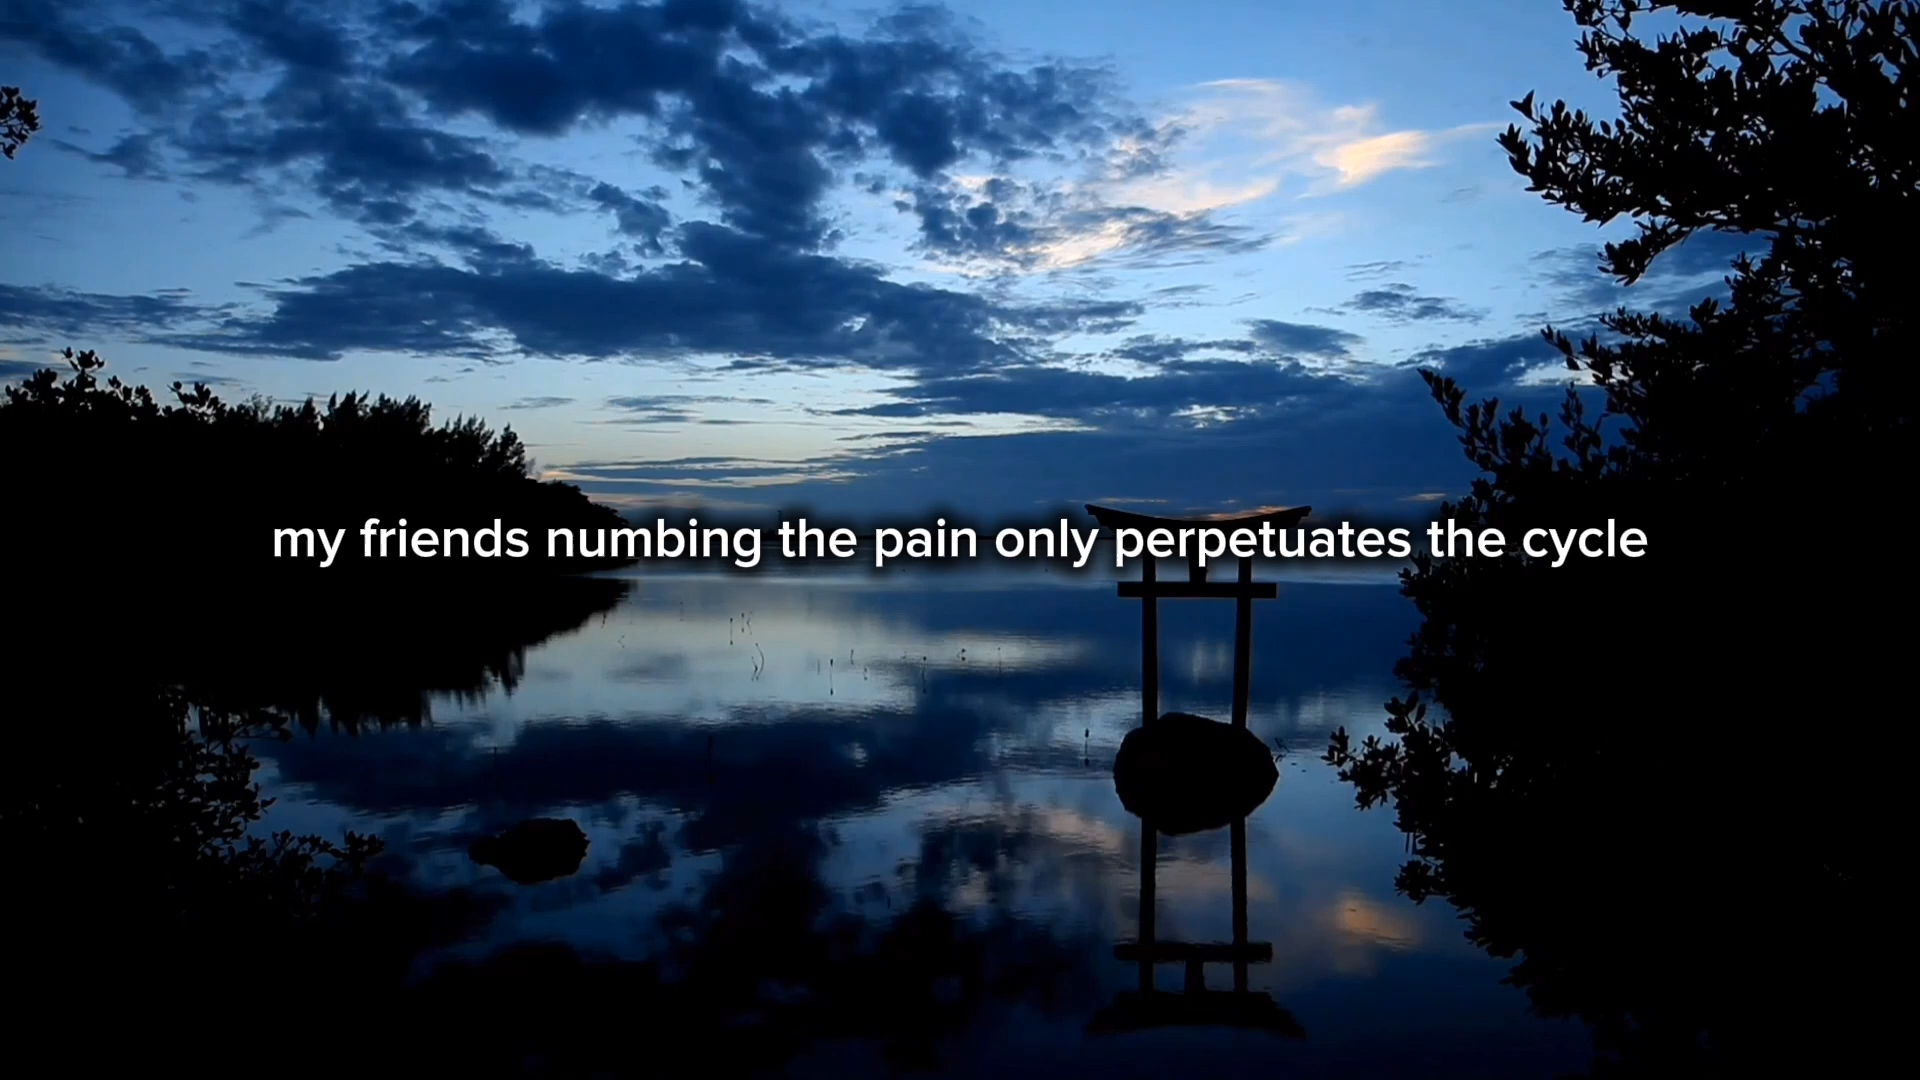 my friends numbing the pain only perpetuates the cycle